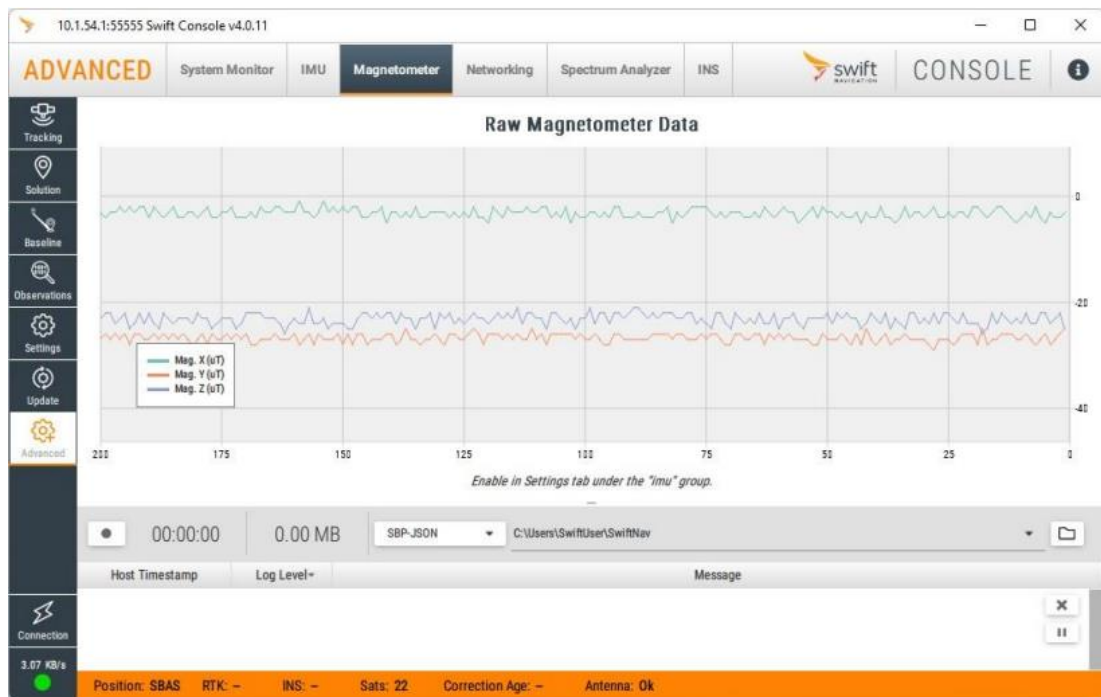 10.1.54.1:55555 Swift Console v4.0.11
ADVANCED System Monitor IMU Magnetometer Networking Spectrum Analyzer INS swift NAVIGATION CONSOLE
Tracking
Solution
Baseline
Observations
Settings
Update
Advanced
Raw Magnetometer Data
0
-20
-40
Mag. X (uT)
Mag. Y (uT)
Mag. Z (uT)
200 175 150 125 100 75 50 25 0
Enable in Settings tab under the "imu" group.
00:00:00 0.00 MB SBP-JSON C:\Users\SwiftUser\SwiftNav
Host Timestamp Log Level Message
Connection
3.07 KB/s
Position: SBAS RTK: – INS: – Sats: 22 Correction Age: – Antenna: Ok